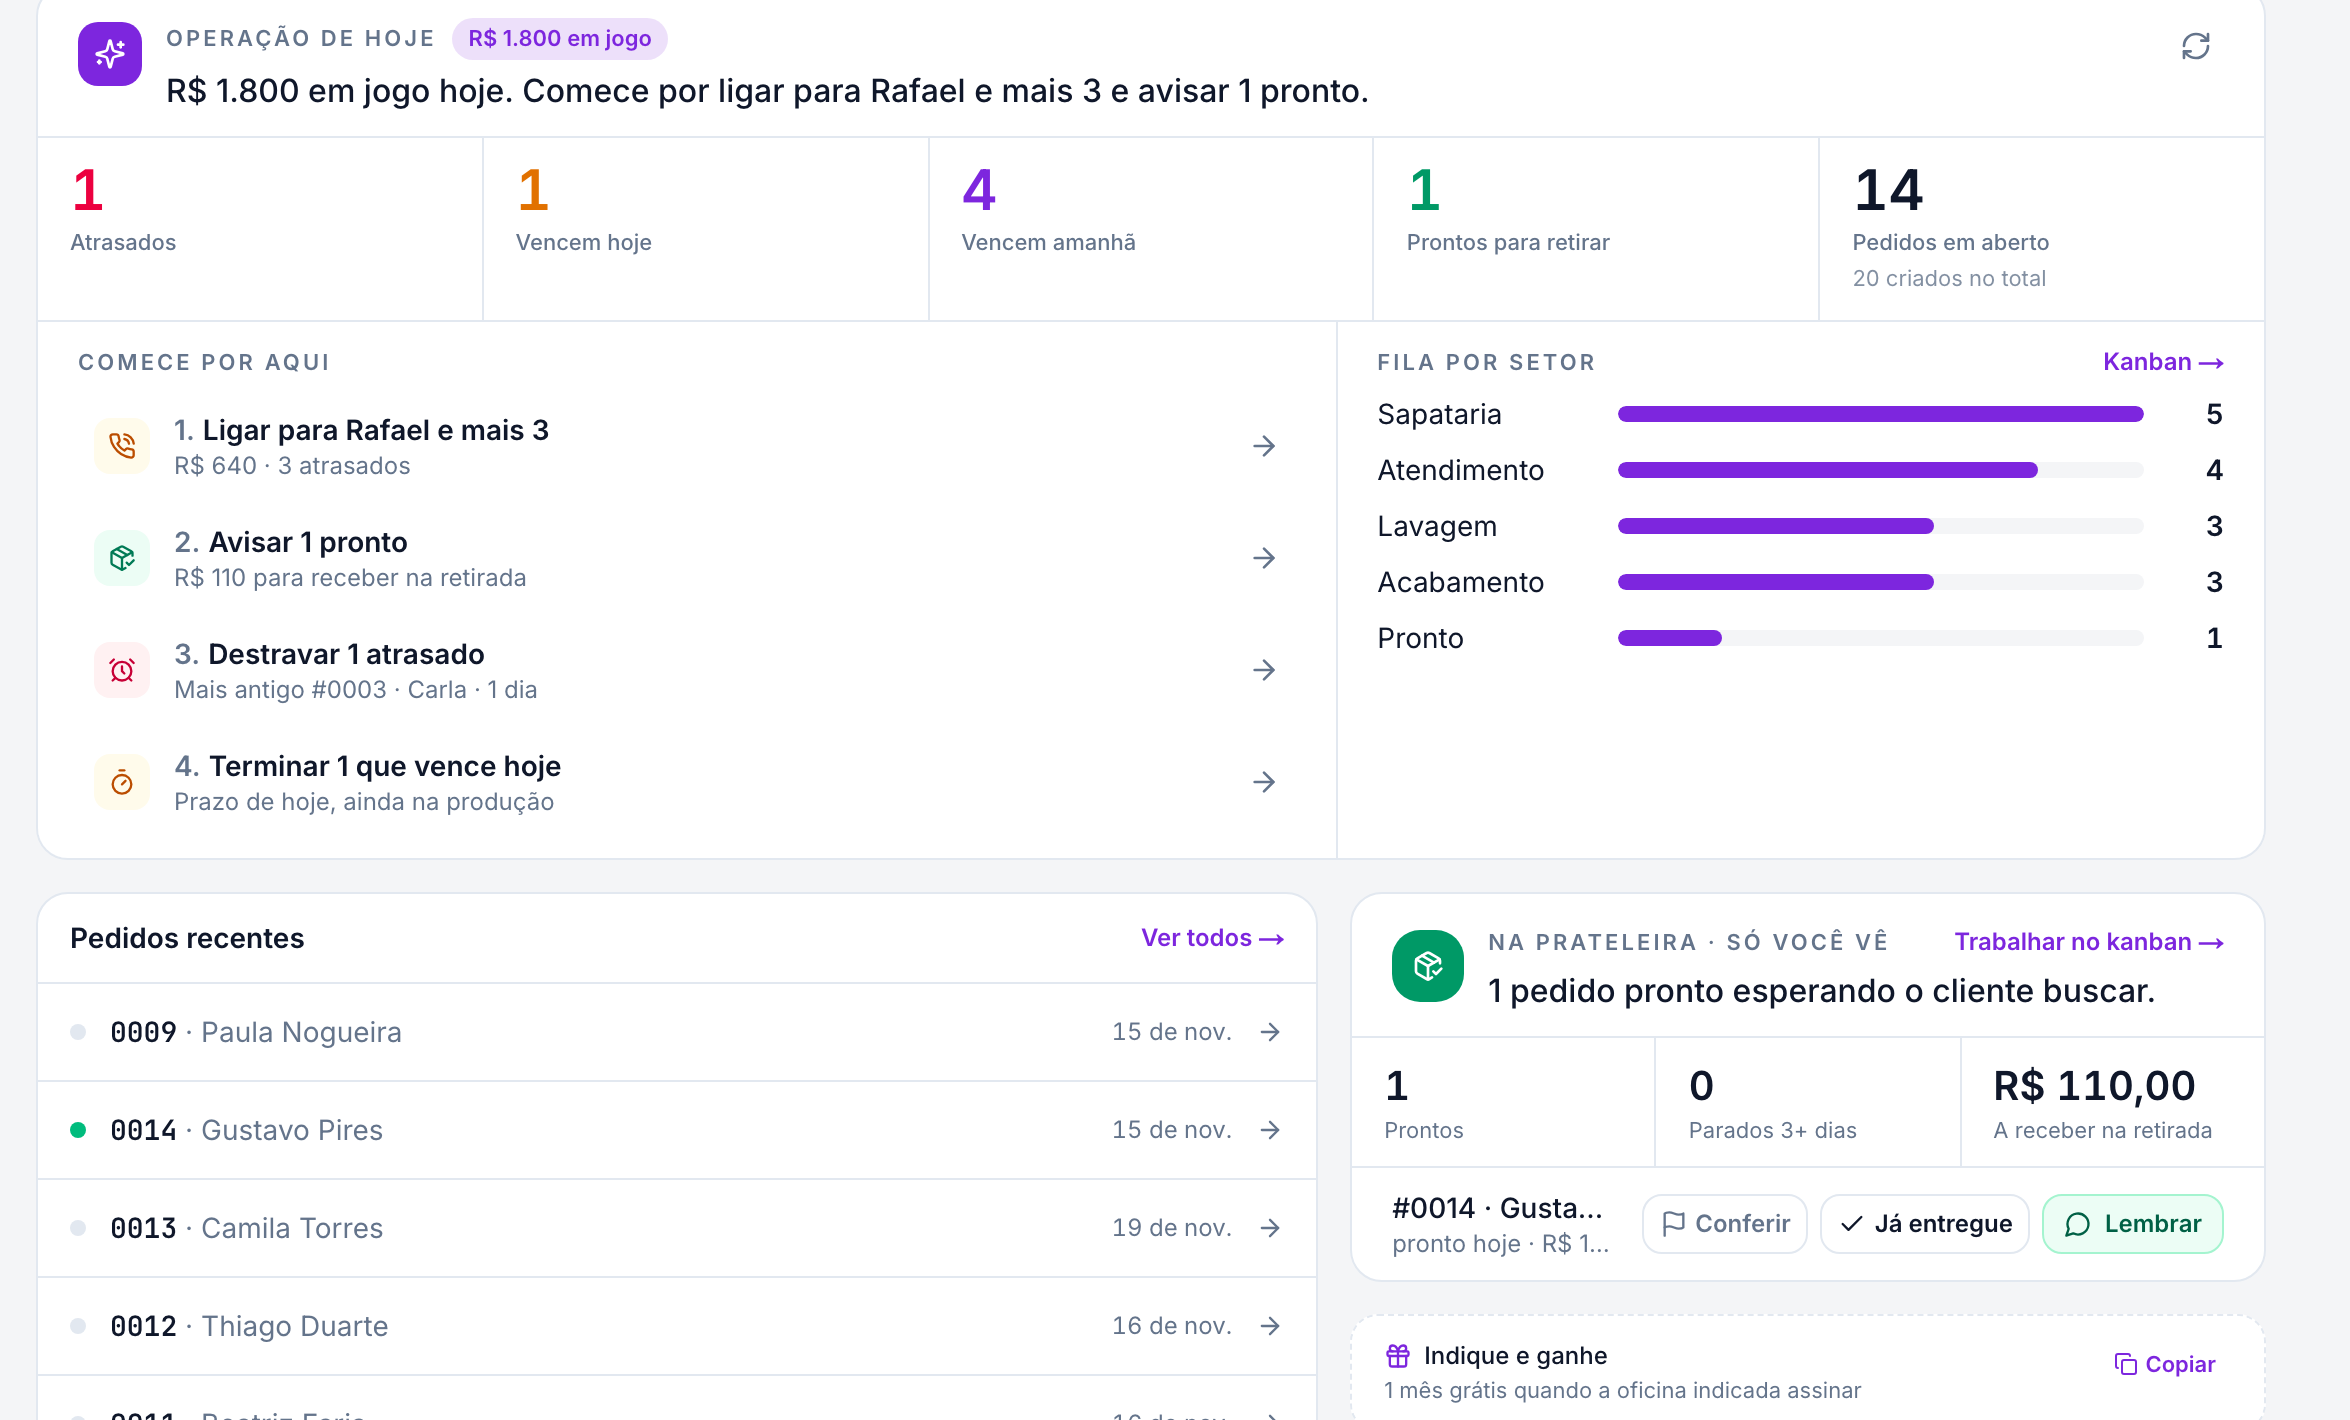 OPERAÇÃO DE HOJE
R$ 1.800 em jogo
R$ 1.800 em jogo hoje. Comece por ligar para Rafael e mais 3 e avisar 1 pronto.
1
Atrasados
1
Vencem hoje
4
Vencem amanhã
1
Prontos para retirar
14
Pedidos em aberto
20 criados no total
COMECE POR AQUI
1. Ligar para Rafael e mais 3
R$ 640 · 3 atrasados
2. Avisar 1 pronto
R$ 110 para receber na retirada
3. Destravar 1 atrasado
Mais antigo #0003 · Carla · 1 dia
4. Terminar 1 que vence hoje
Prazo de hoje, ainda na produção
FILA POR SETOR
Kanban →
Sapataria 5
Atendimento 4
Lavagem 3
Acabamento 3
Pronto 1
Pedidos recentes
Ver todos →
0009 · Paula Nogueira 15 de nov.
0014 · Gustavo Pires 15 de nov.
0013 · Camila Torres 19 de nov.
0012 · Thiago Duarte 16 de nov.
NA PRATELEIRA · SÓ VOCÊ VÊ
Trabalhar no kanban →
1 pedido pronto esperando o cliente buscar.
1
Prontos
0
Parados 3+ dias
R$ 110,00
A receber na retirada
#0014 · Gusta...
pronto hoje · R$ 1...
Conferir
Já entregue
Lembrar
Indique e ganhe
1 mês grátis quando a oficina indicada assinar
Copiar